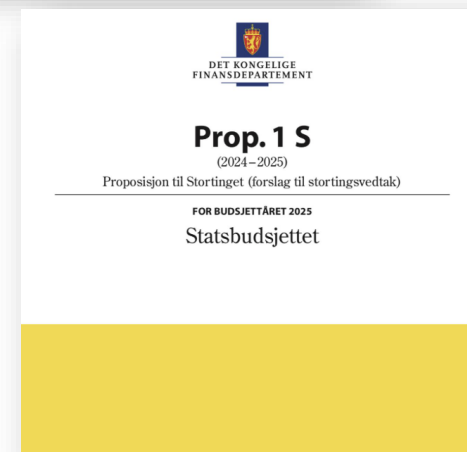 DET KONGELIGE
FINANSDEPARTEMENT
Prop. 1 S
(2024–2025)
Proposisjon til Stortinget (forslag til stortingsvedtak)
FOR BUDSJETTÅRET 2025
Statsbudsjettet